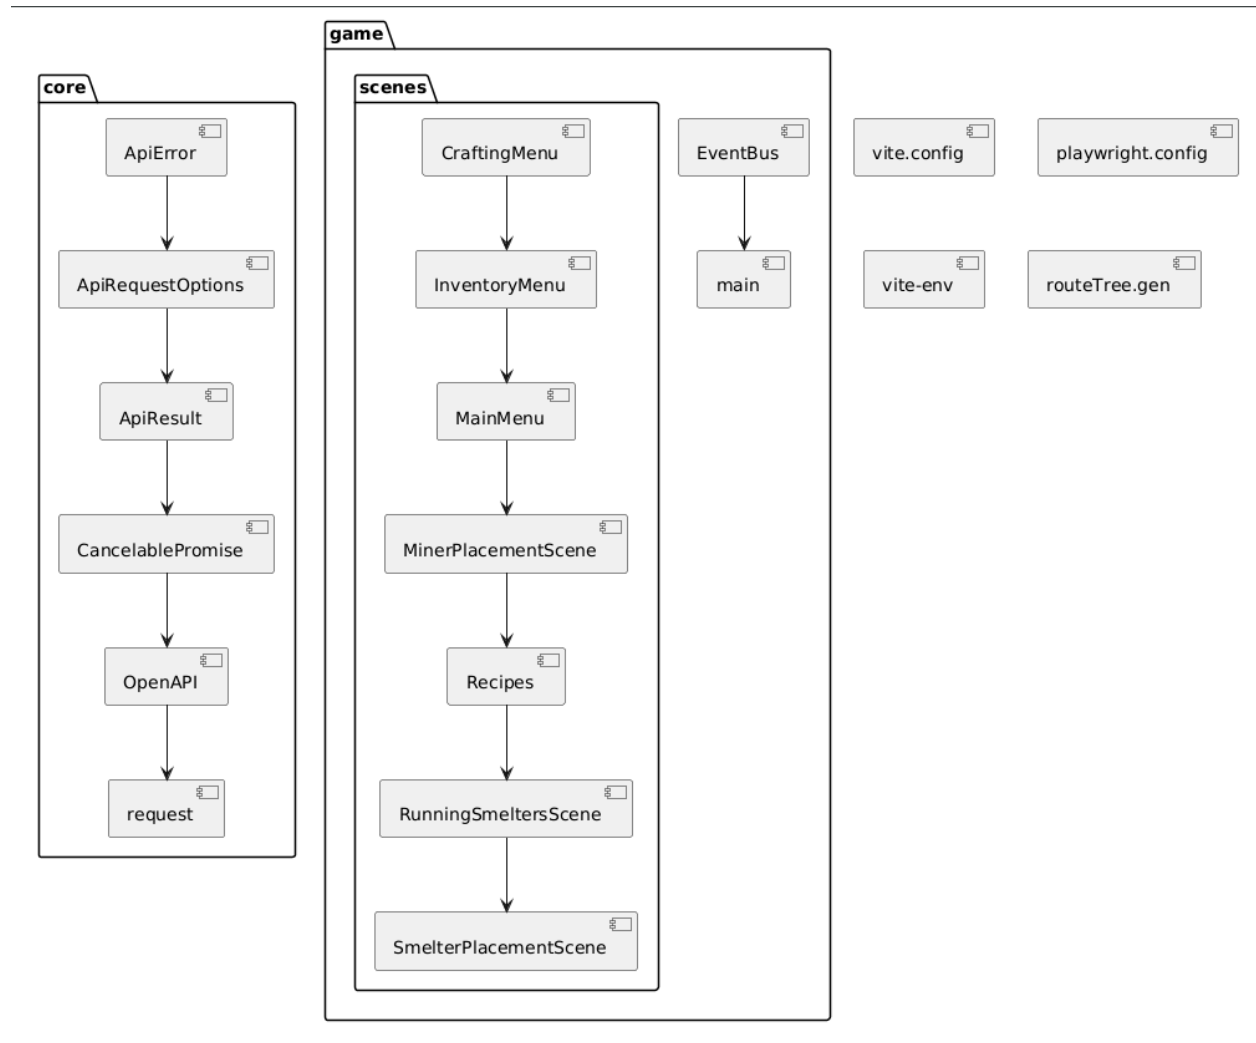 game
core
scenes
ApiError
CraftingMenu
EventBus
vite.config
playwright.config
ApiRequestOptions
InventoryMenu
main
vite-env
routeTree.gen
ApiResult
MainMenu
CancelablePromise
MinerPlacementScene
OpenAPI
Recipes
request
RunningSmeltersScene
SmelterPlacementScene